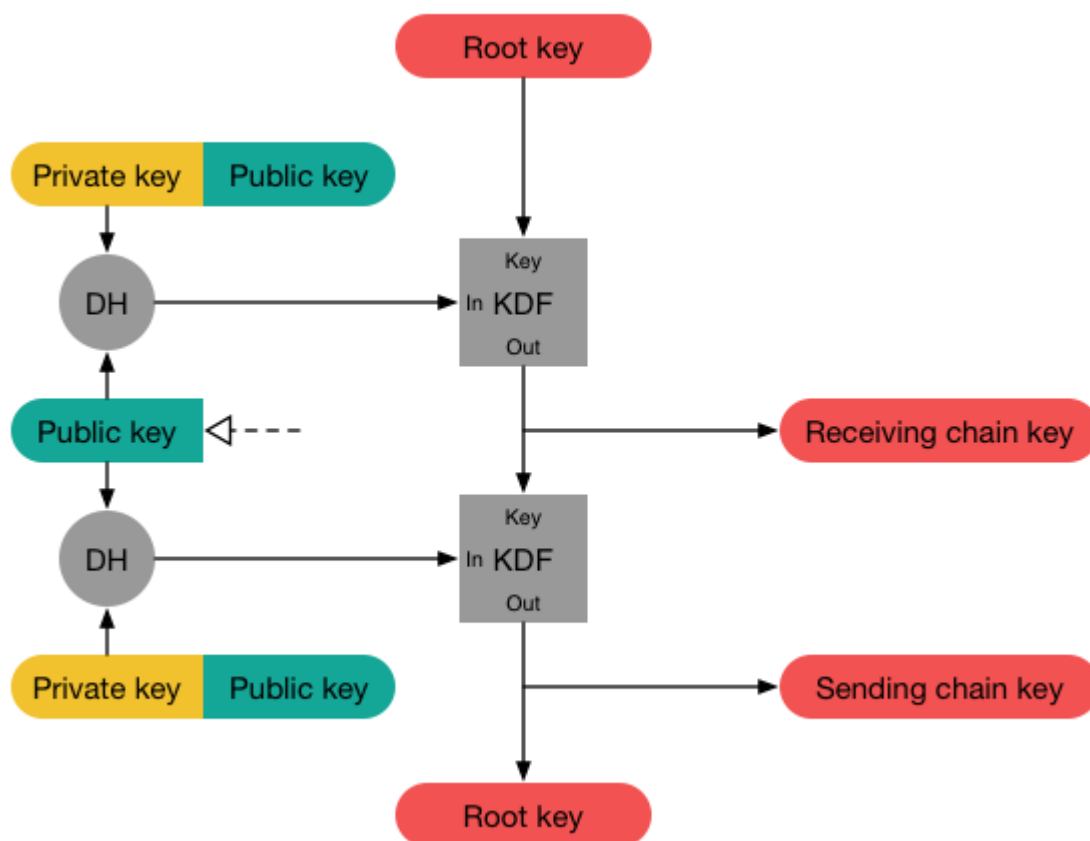 Root key
Private key Public key
Key
DH
In KDF
Out
Public key
Receiving chain key
Key
DH
In KDF
Out
Private key Public key
Sending chain key
Root key